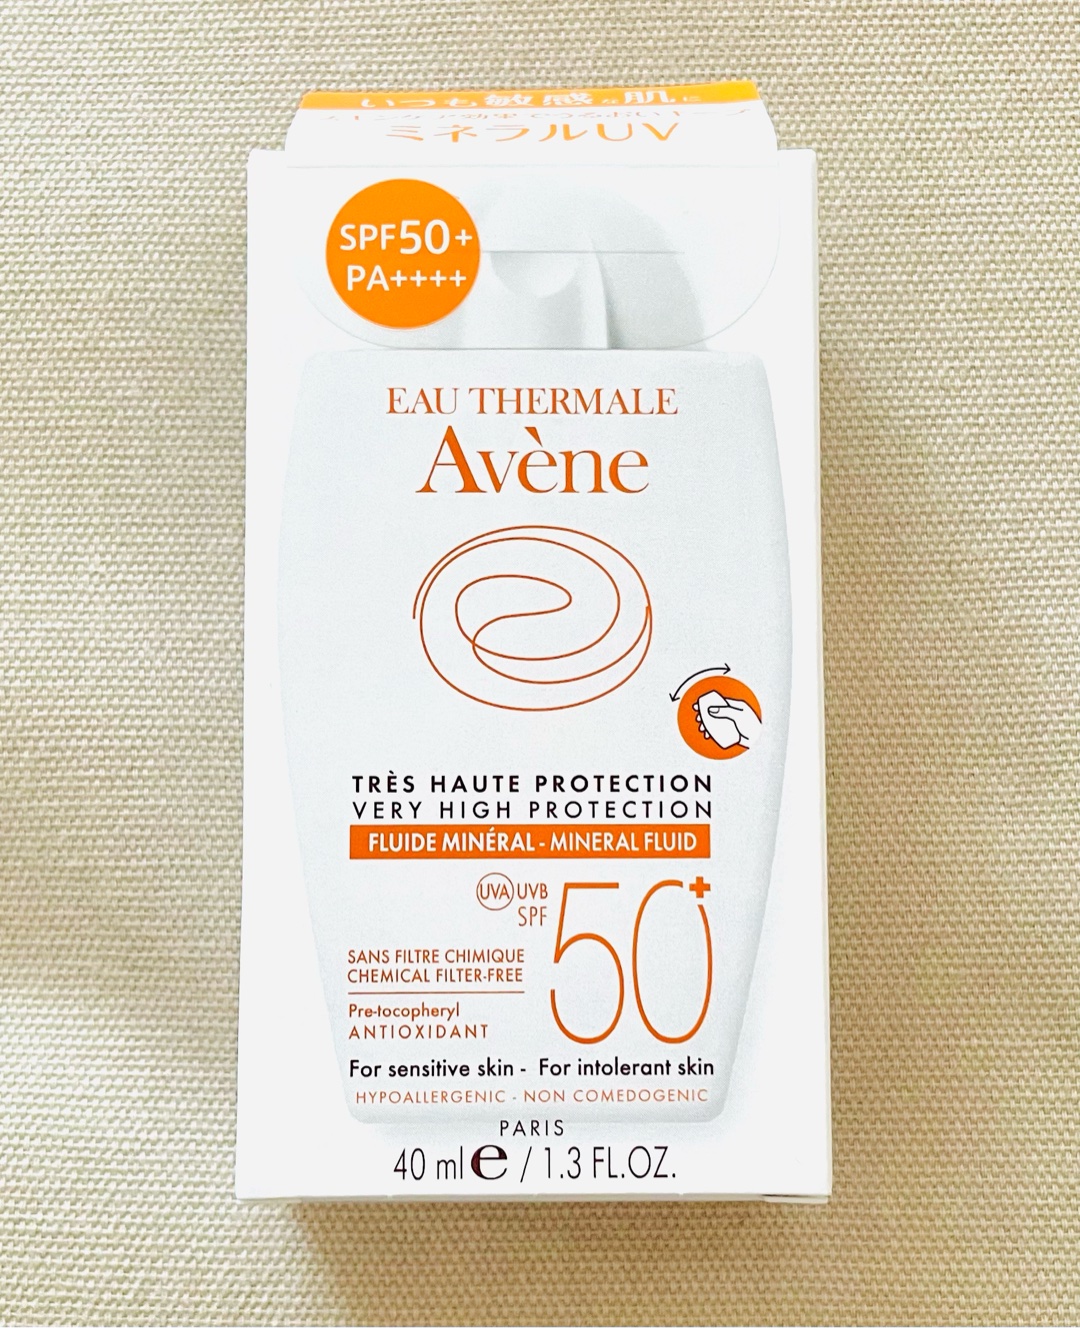 いつも敏感な肌に
ミネラルUV
SPF50+
PA++++
EAU THERMALE
Avène
TRÈS HAUTE PROTECTION
VERY HIGH PROTECTION
FLUIDE MINÉRAL - MINERAL FLUID
UVA UVB
SPF
50+
SANS FILTRE CHIMIQUE
CHEMICAL FILTER-FREE
Pre-tocopheryl
ANTIOXIDANT
For sensitive skin - For intolerant skin
HYPOALLERGENIC - NON COMEDOGENIC
PARIS
40 ml e / 1.3 FL.OZ.